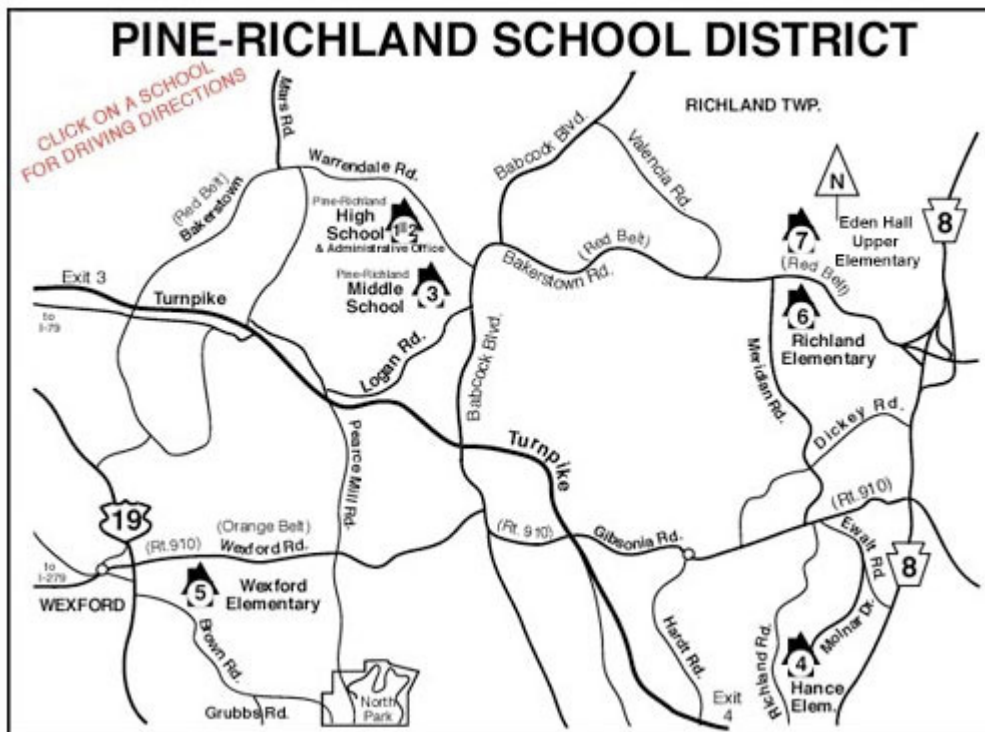 PINE-RICHLAND SCHOOL DISTRICT
CLICK ON A SCHOOL
FOR DRIVING DIRECTIONS
Mars Rd.
RICHLAND TWP.
Babcock Blvd.
Valencia Rd
Warrendale Rd.
(Red Belt)
Bakerstown
Pine-Richland
High
School
& Administrative Office
1 2
N
8
7
Eden Hall
Upper
Elementary
(Red Belt)
Bakerstown Rd.
(Red Belt)
Pine-Richland
Middle
School
3
Exit 3
Turnpike
to
I-79
6
Richland
Elementary
Logan Rd.
Babcock Blvd.
Meridian Rd.
Dickey Rd.
Pearce Mill Rd.
Turnpike
19
(Orange Belt)
(Rt.910)
Wexford Rd.
(Rt. 910)
Gibsonia Rd.
(Rt.910)
Ewalt Rd.
8
to
I-279
WEXFORD
5
Wexford
Elementary
Brown Rd.
Grubbs Rd.
North
Park
Hardt Rd.
Exit
4
Richland Rd.
Molnar Dr.
4
Hance
Elem.